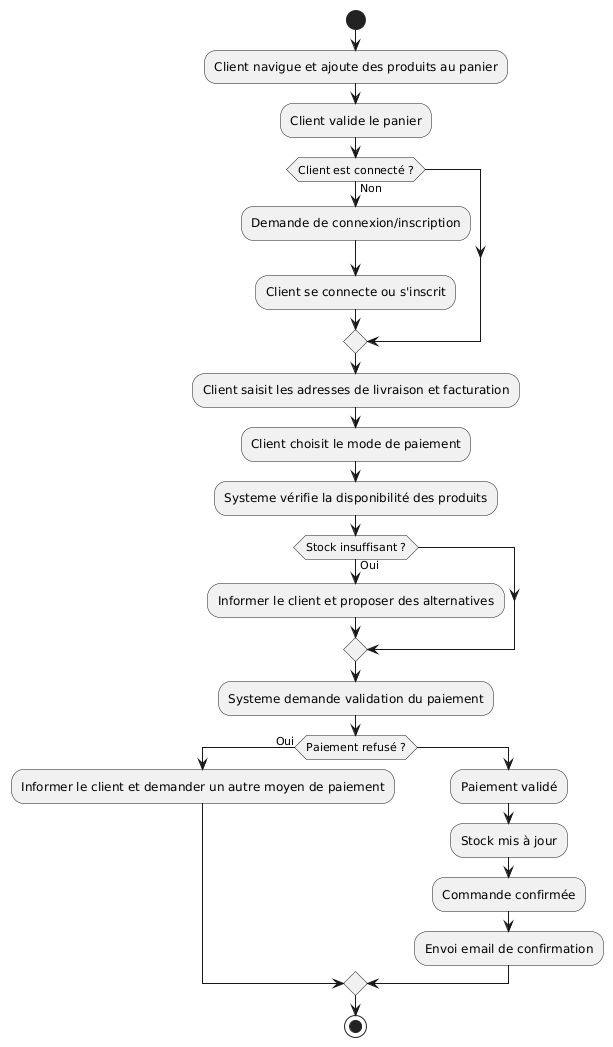 Client navigue et ajoute des produits au panier
Client valide le panier
Client est connecté ?
Non
Demande de connexion/inscription
Client se connecte ou s'inscrit
Client saisit les adresses de livraison et facturation
Client choisit le mode de paiement
Systeme vérifie la disponibilité des produits
Stock insuffisant ?
Oui
Informer le client et proposer des alternatives
Systeme demande validation du paiement
Oui
Paiement refusé ?
Informer le client et demander un autre moyen de paiement
Paiement validé
Stock mis à jour
Commande confirmée
Envoi email de confirmation